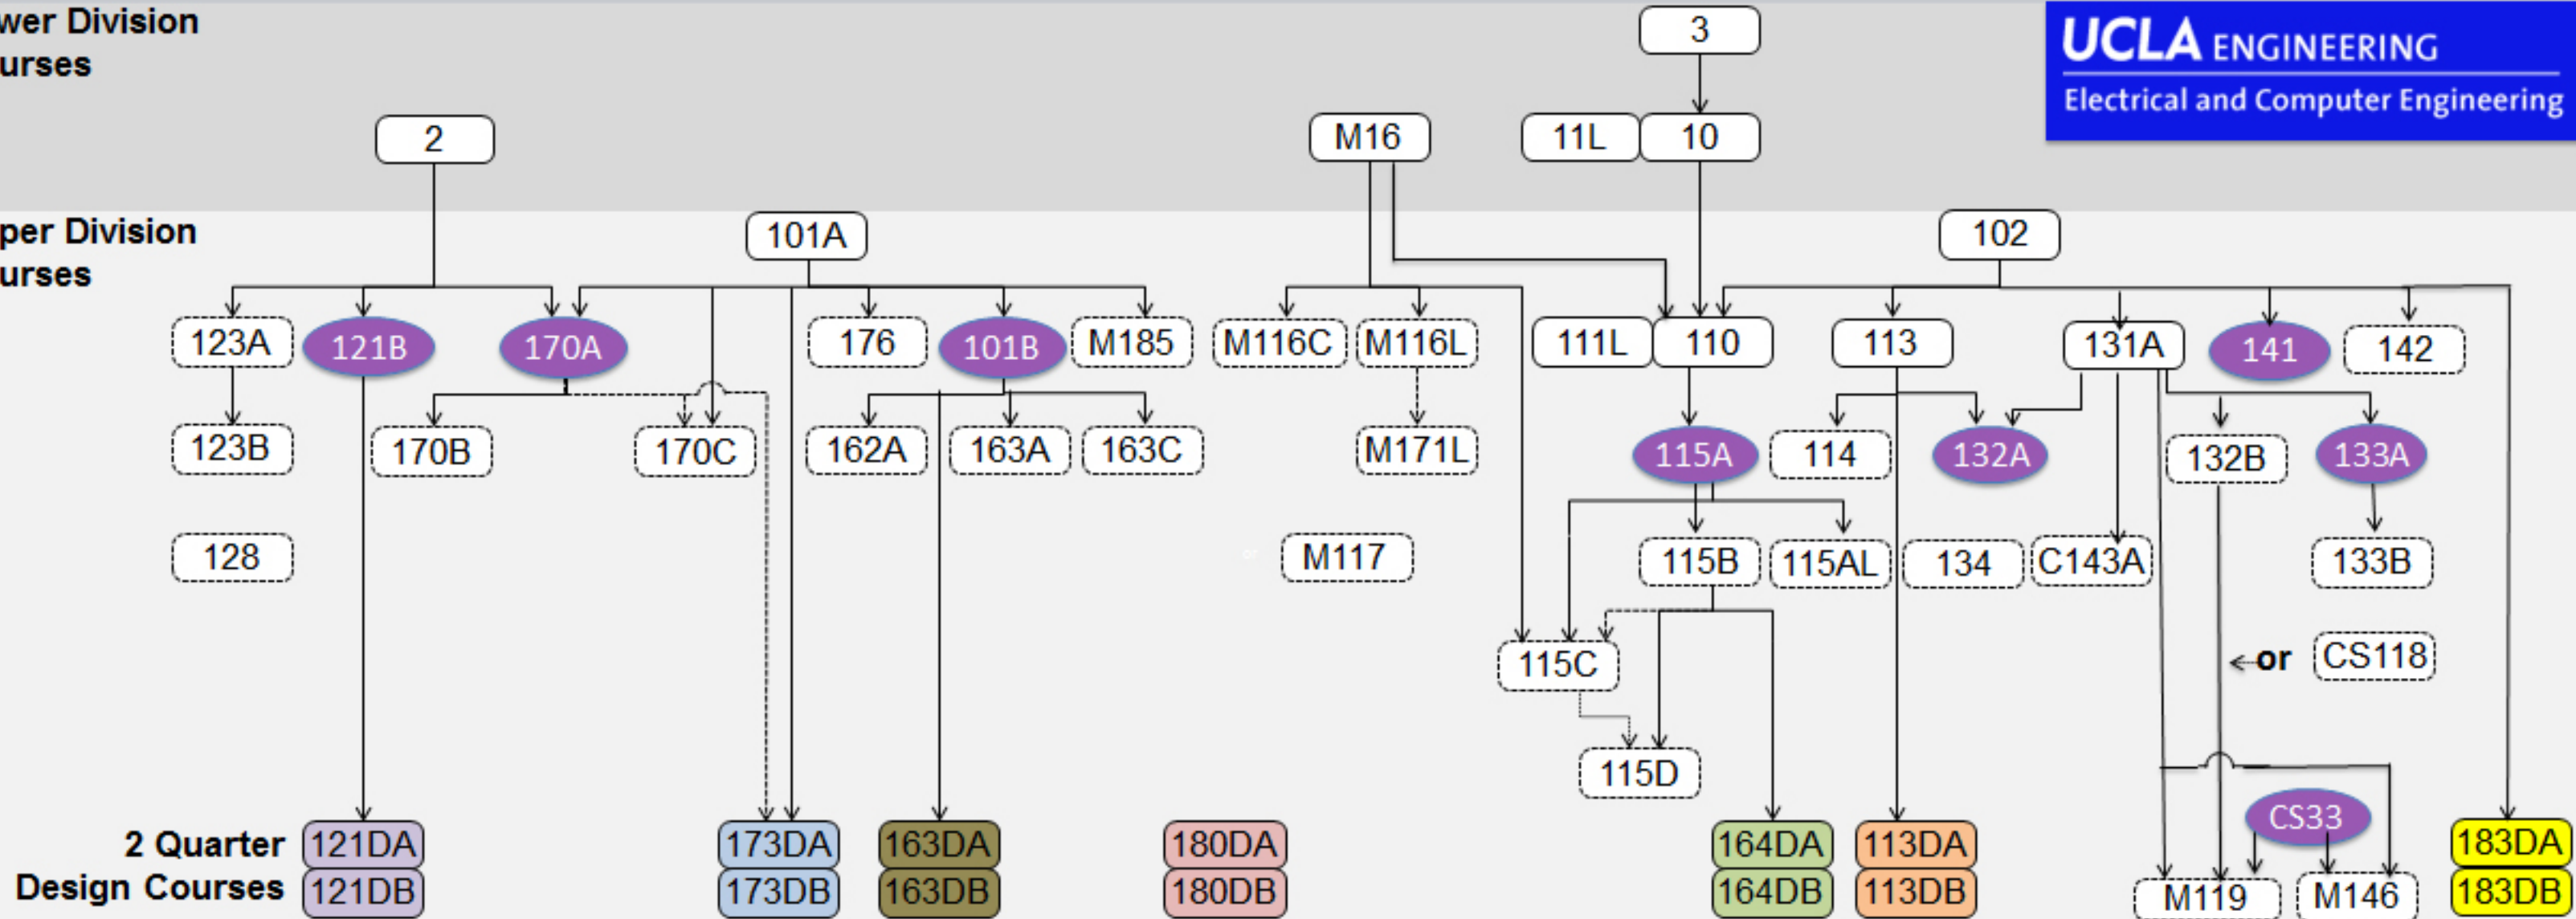 wer Division
urses
3
UCLA ENGINEERING
Electrical and Computer Engineering
2
M16
11L
10
per Division
urses
101A
102
123A
121B
170A
176
101B
M185
M116C
M116L
111L
110
113
131A
141
142
123B
170B
170C
162A
163A
163C
M171L
115A
114
132A
132B
133A
128
or
M117
115B
115AL
134
C143A
133B
115C
or
CS118
115D
CS33
2 Quarter
Design Courses
121DA
121DB
173DA
173DB
163DA
163DB
180DA
180DB
164DA
164DB
113DA
113DB
M119
M146
183DA
183DB